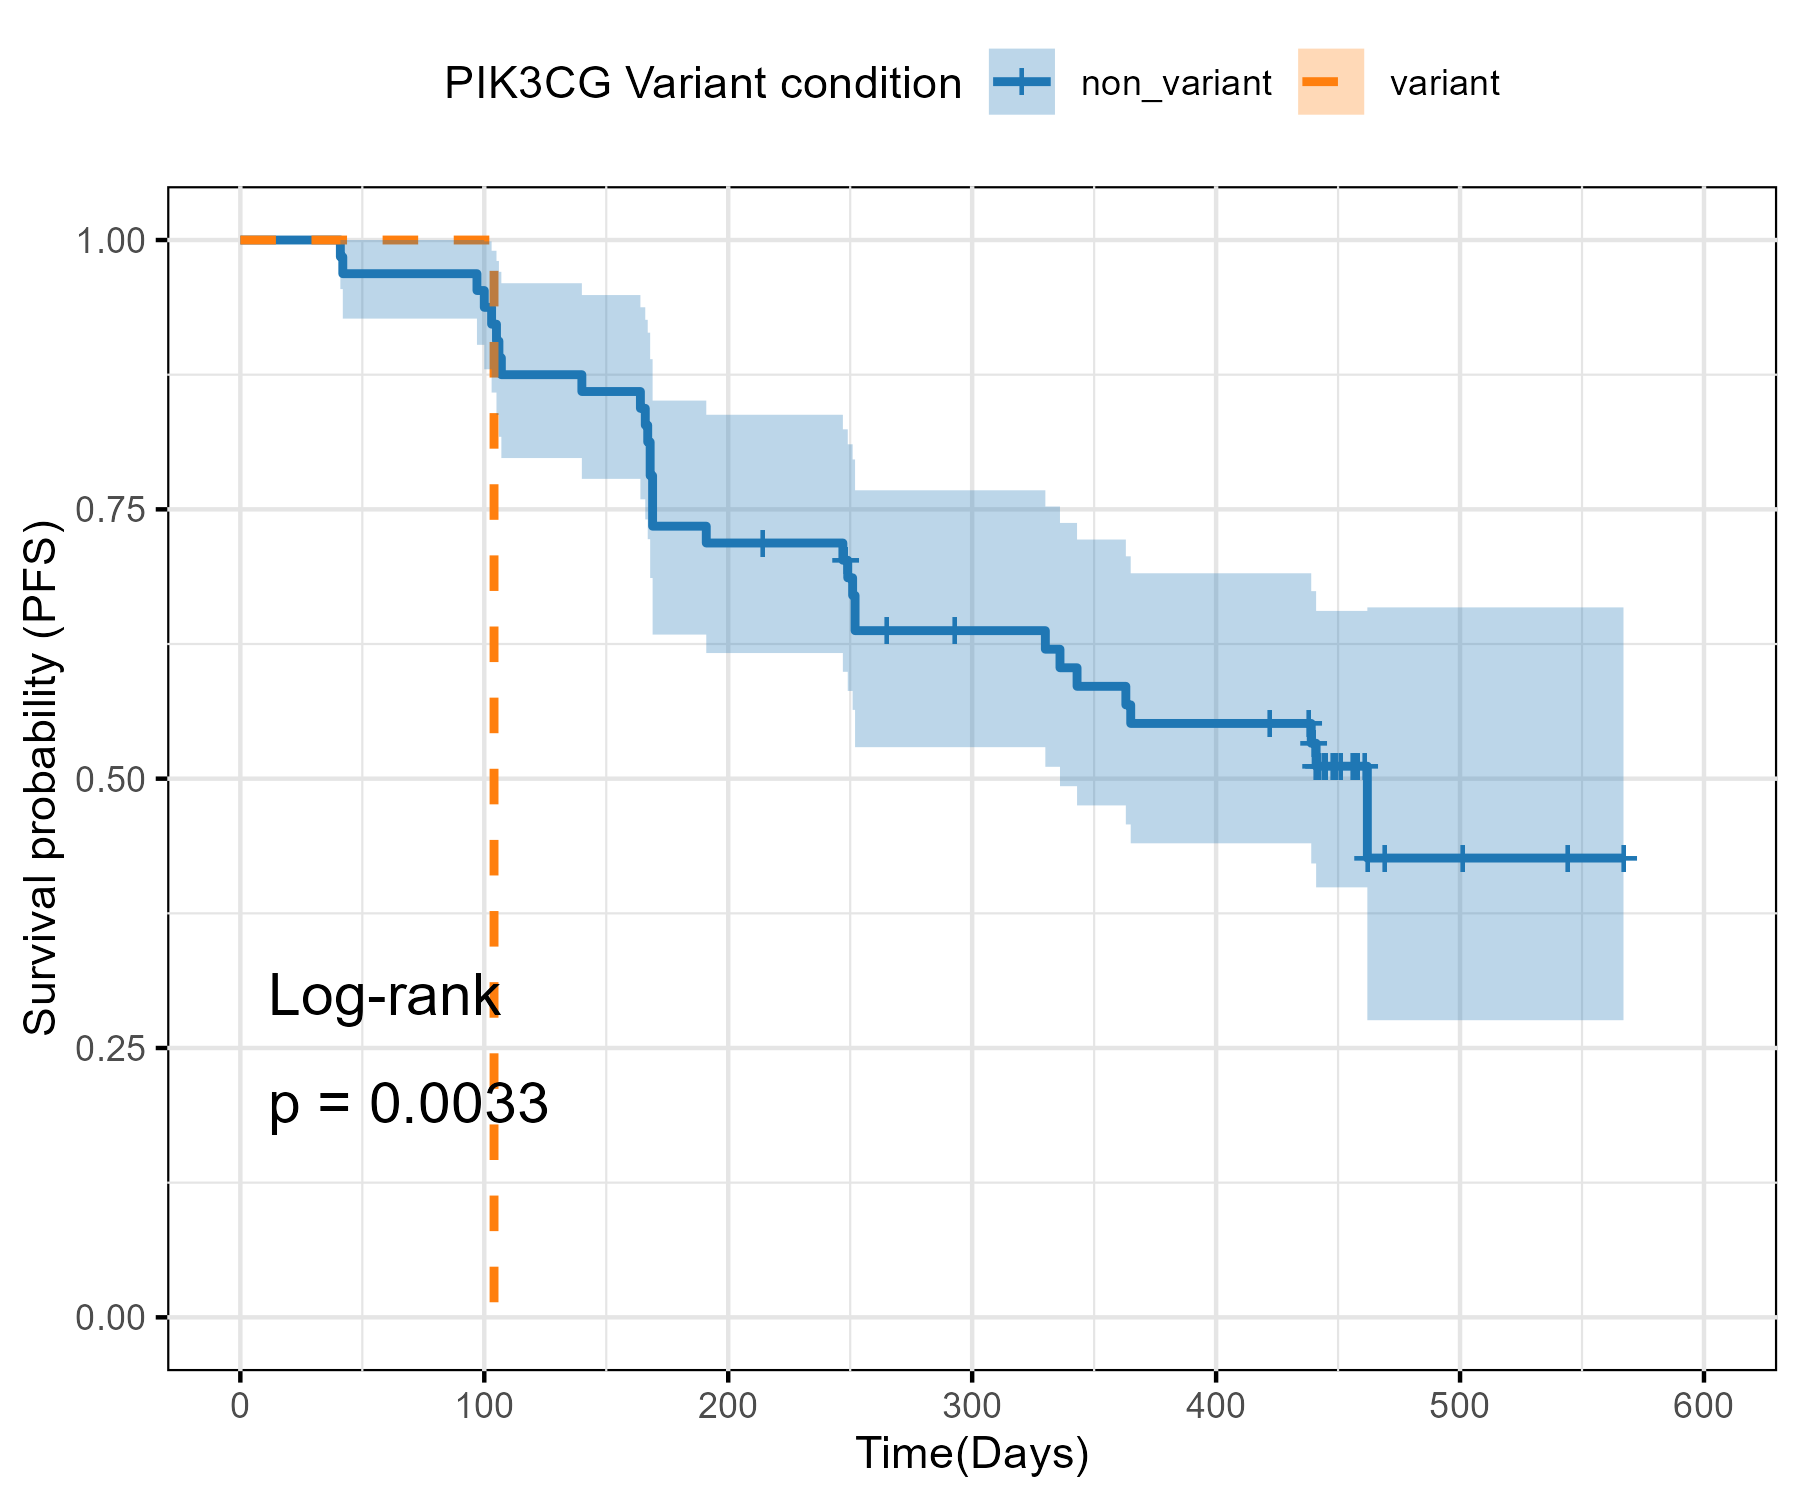 PIK3CG Variant condition non_variant variant
1.00
0.75
0.50
0.25
0.00
Survival probability (PFS)
Log-rank
p = 0.0033
0 100 200 300 400 500 600
Time(Days)